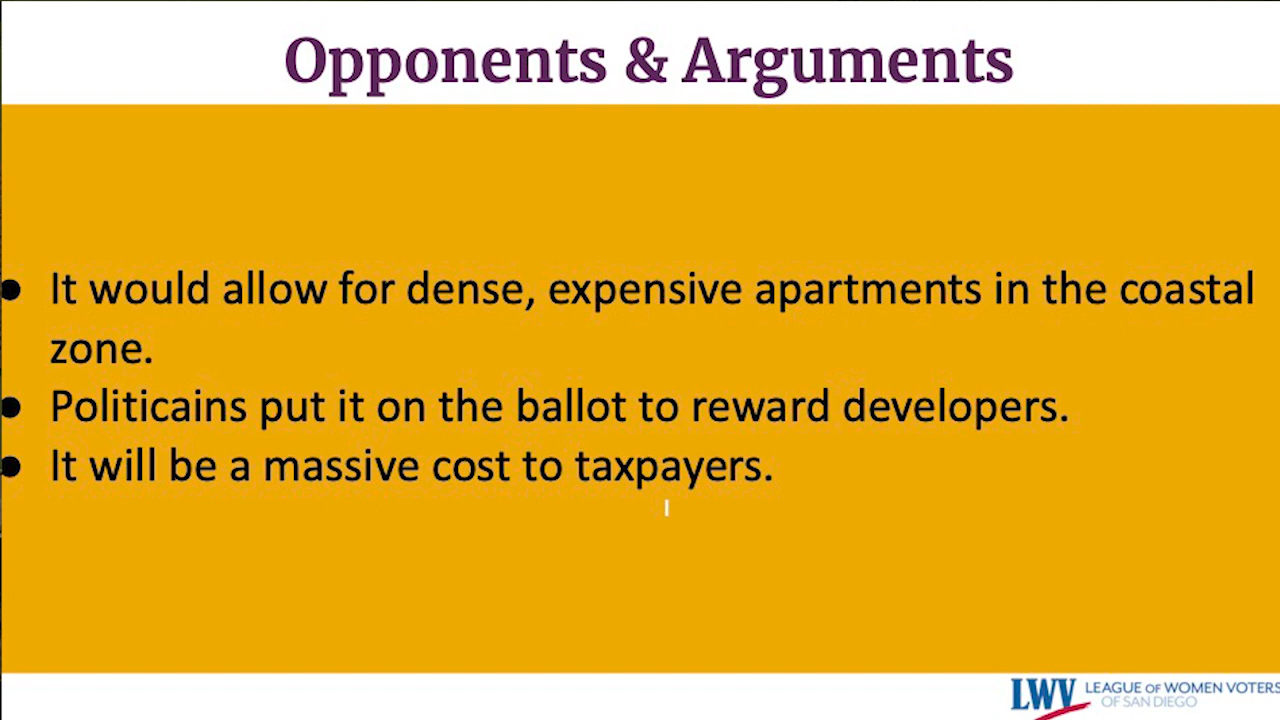 Opponents & Arguments
● It would allow for dense, expensive apartments in the coastal
zone.
● Politicains put it on the ballot to reward developers.
● It will be a massive cost to taxpayers.
LWV LEAGUE OF WOMEN VOTERS
OF SAN DIEGO